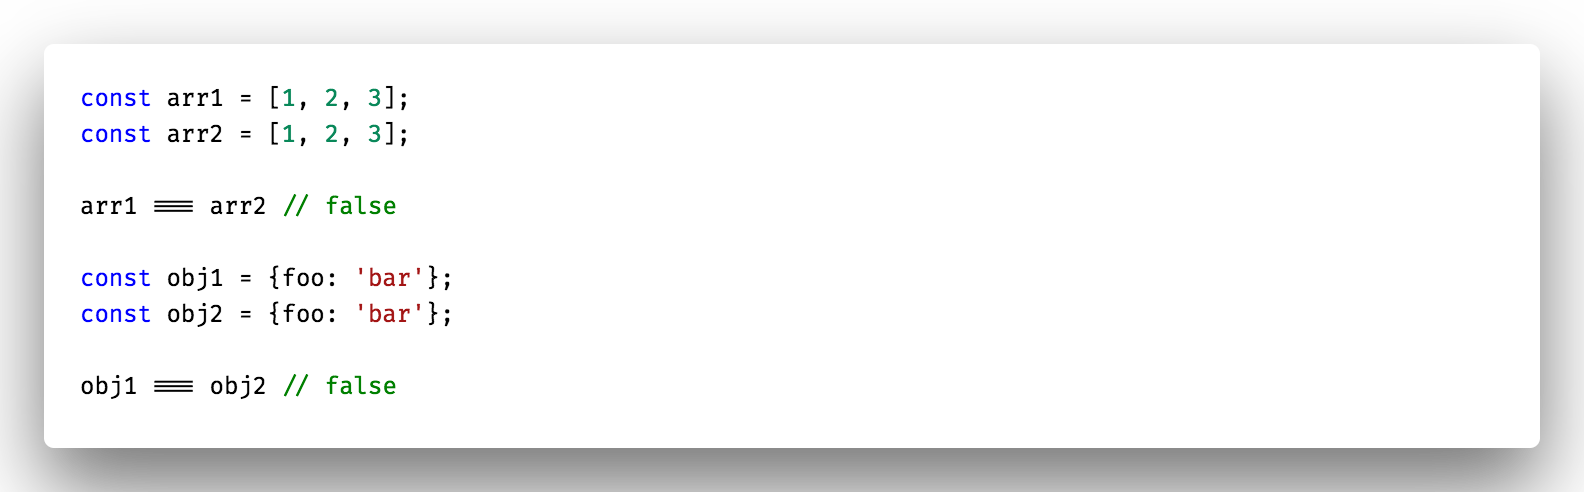 const arr1 = [1, 2, 3];
const arr2 = [1, 2, 3];
arr1 === arr2 // false
const obj1 = {foo: 'bar'};
const obj2 = {foo: 'bar'};
obj1 === obj2 // false